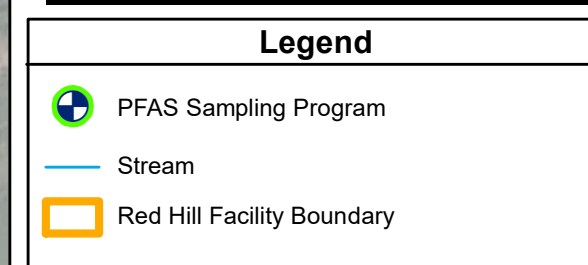 Legend
PFAS Sampling Program
Stream
Red Hill Facility Boundary